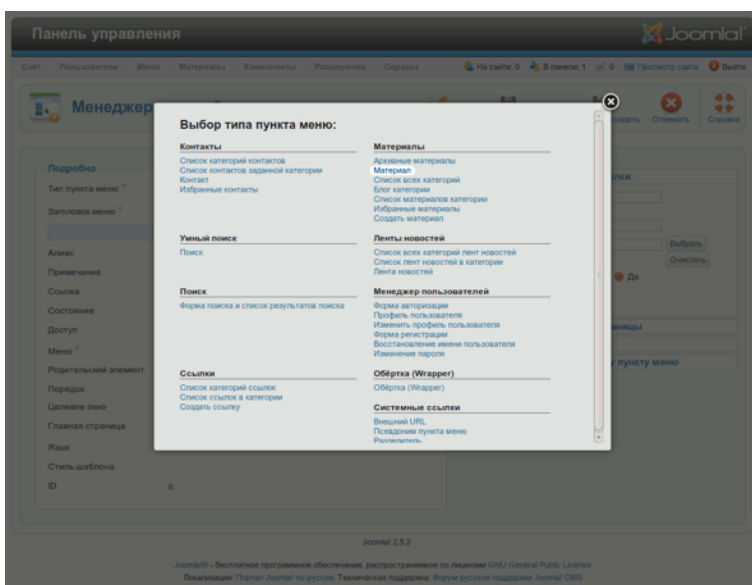 Панель управления
Joomla!
Сайт Пользователи Меню Материалы Компоненты Расширения Справка На сайте: 0 В панели: 1 0 Просмотр сайта Выйти
Менеджер
Отменить Справка
Выбор типа пункта меню:
Контакты
Список категорий контактов
Список контактов заданной категории
Контакт
Избранные контакты
Материалы
Архивные материалы
Материал
Список всех категорий
Блог категории
Список материалов категории
Избранные материалы
Создать материал
Умный поиск
Поиск
Ленты новостей
Список всех категорий лент новостей
Список лент новостей в категории
Лента новостей
Поиск
Форма поиска и список результатов поиска
Менеджер пользователей
Форма авторизации
Профиль пользователя
Изменить профиль пользователя
Форма регистрации
Восстановление имени пользователя
Изменение пароля
Ссылки
Список категорий ссылок
Список ссылок в категории
Создать ссылку
Обёртка (Wrapper)
Обёртка (Wrapper)
Системные ссылки
Внешний URL
Псевдоним пункта меню
Разделитель
Подробно
Тип пункта меню *
Заголовок меню *
Алиас
Примечание
Ссылка
Состояние
Доступ
Меню *
Родительский элемент
Порядок
Целевое окно
Главная страница
Язык
Стиль шаблона
ID 0
Выбрать
Очистить
Да
пункту меню
Joomla! 2.5.2
Joomla!® - бесплатное программное обеспечение, распространяемое по лицензии GNU General Public License
Локализация: Портал Joomla! по-русски. Техническая поддержка: Форум русской поддержки Joomla! CMS